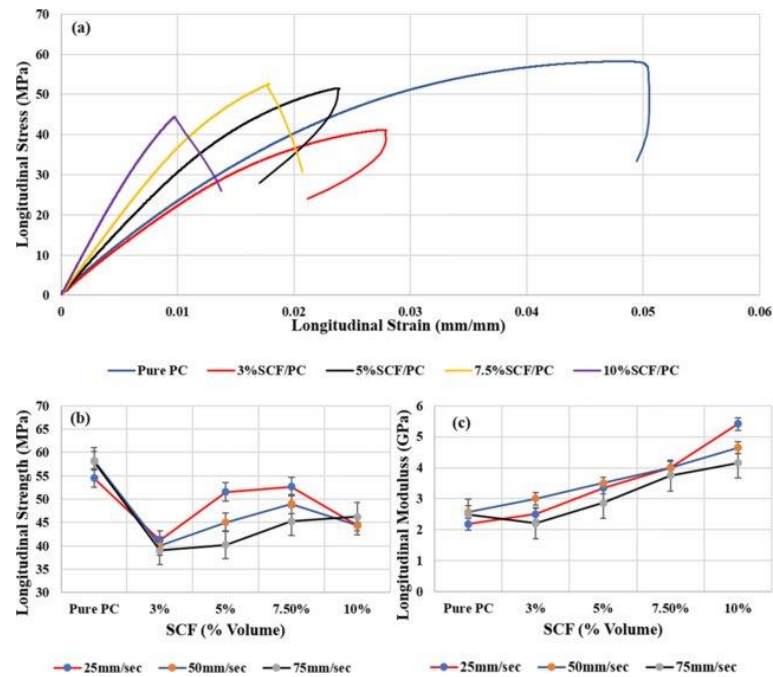 (a)
Longitudinal Stress (MPa)
70
60
50
40
30
20
10
0
0 0.01 0.02 0.03 0.04 0.05 0.06
Longitudinal Strain (mm/mm)
Pure PC 3%SCF/PC 5%SCF/PC 7.5%SCF/PC 10%SCF/PC
(b)
Longitudinal Strength (MPa)
70
65
60
55
50
45
40
35
30
Pure PC 3% 5% 7.50% 10%
SCF (% Volume)
25mm/sec 50mm/sec 75mm/sec
(c)
Longitudinal Moduluss (GPa)
6
5
4
3
2
1
0
Pure PC 3% 5% 7.50% 10%
SCF (% Volume)
25mm/sec 50mm/sec 75mm/sec